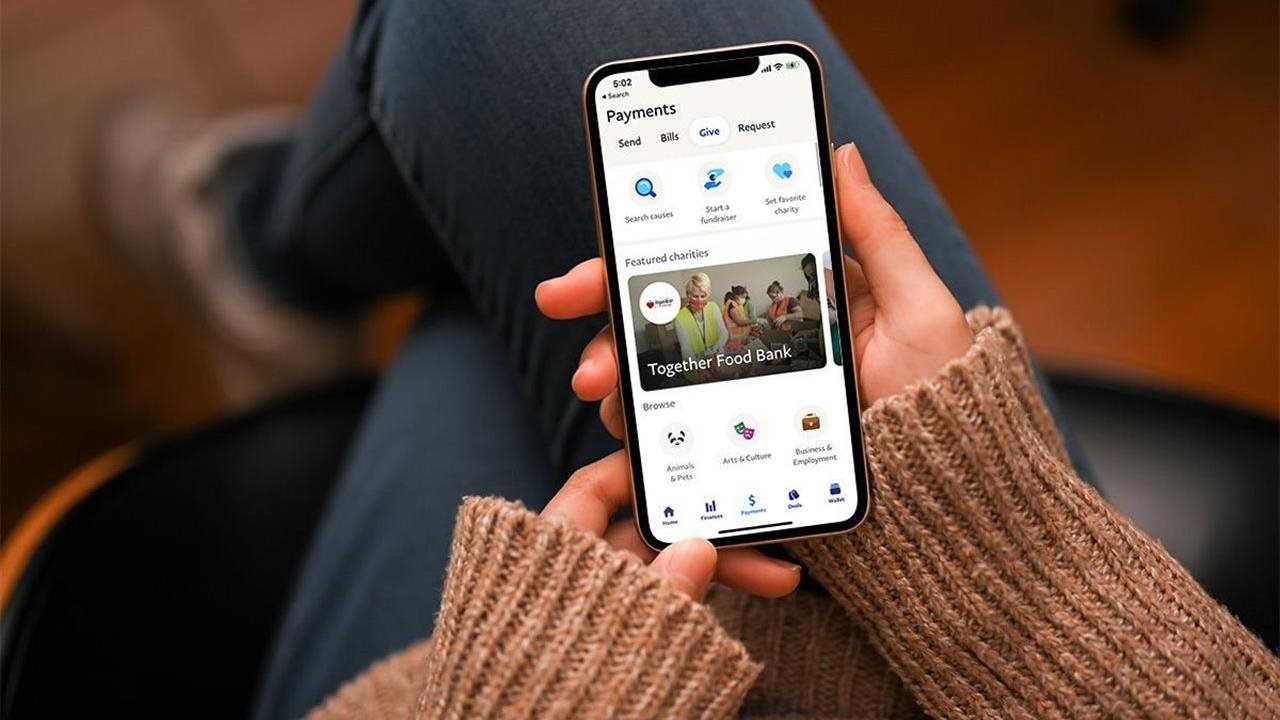 5:02
Search
Payments
Send Bills Give Request
Search causes
Start a
fundraiser
Set favorite
charity
Featured charities
Together
Together Food Bank
Browse
Animals
& Pets
Arts & Culture
Business &
Employment
Home Finances Payments Deals Wallet